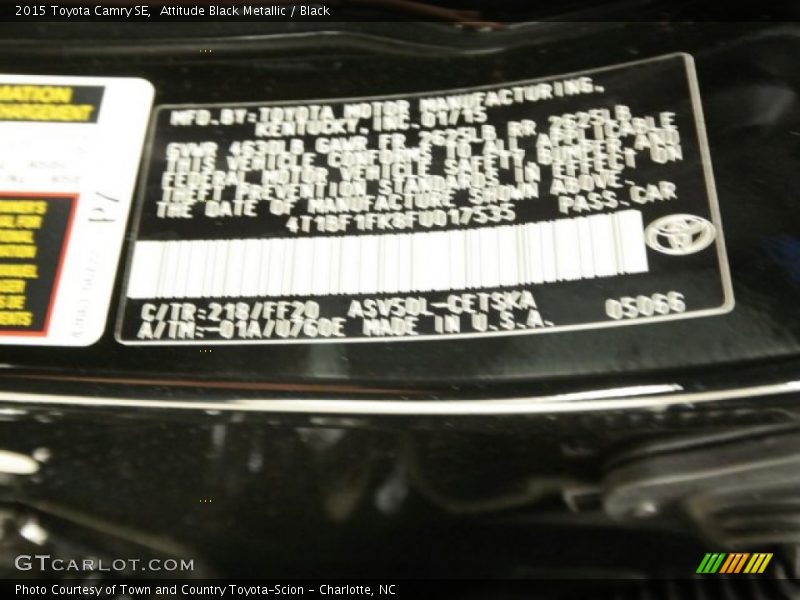 2015 Toyota Camry SE,  Attitude Black Metallic / Black
MATION
MFD.BY:TOYOTA MOTOR MANUFACTURING,
KENTUCKY, INC. 01/15
GVWR 4630LB GAWR FR 2625LB RR 2625LB
THIS VEHICLE CONFORMS TO ALL APPLICABLE
FEDERAL MOTOR VEHICLE SAFETY, BUMPER AND
THEFT PREVENTION STANDARDS IN EFFECT ON
THE DATE OF MANUFACTURE SHOWN ABOVE.
4T1BF1FK8FU017535 PASS.CAR
C/TR:218/FF20 ASV50L-CETSKA 05066
A/TM:-01A/U760E MADE IN U.S.A.
GTCARLOT.COM
Photo Courtesy of Town and Country Toyota-Scion - Charlotte, NC